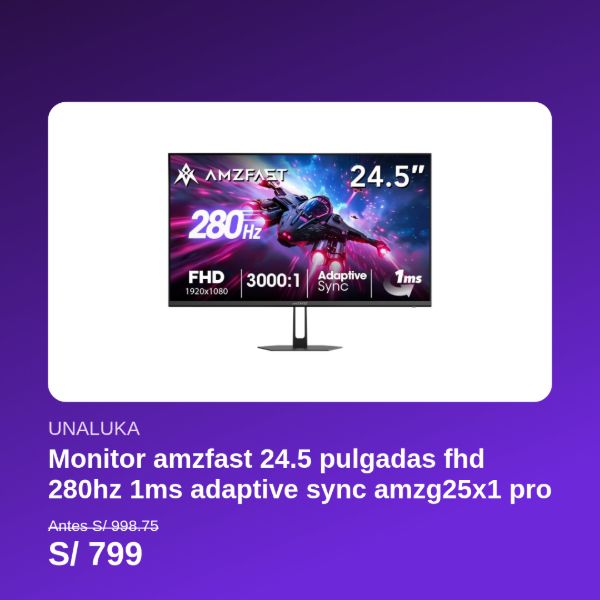 AMZFAST
24.5"
280Hz
FHD
1920x1080
3000:1
Adaptive
Sync
1ms
UNALUKA
Monitor amzfast 24.5 pulgadas fhd
280hz 1ms adaptive sync amzg25x1 pro
Antes S/ 998.75
S/ 799